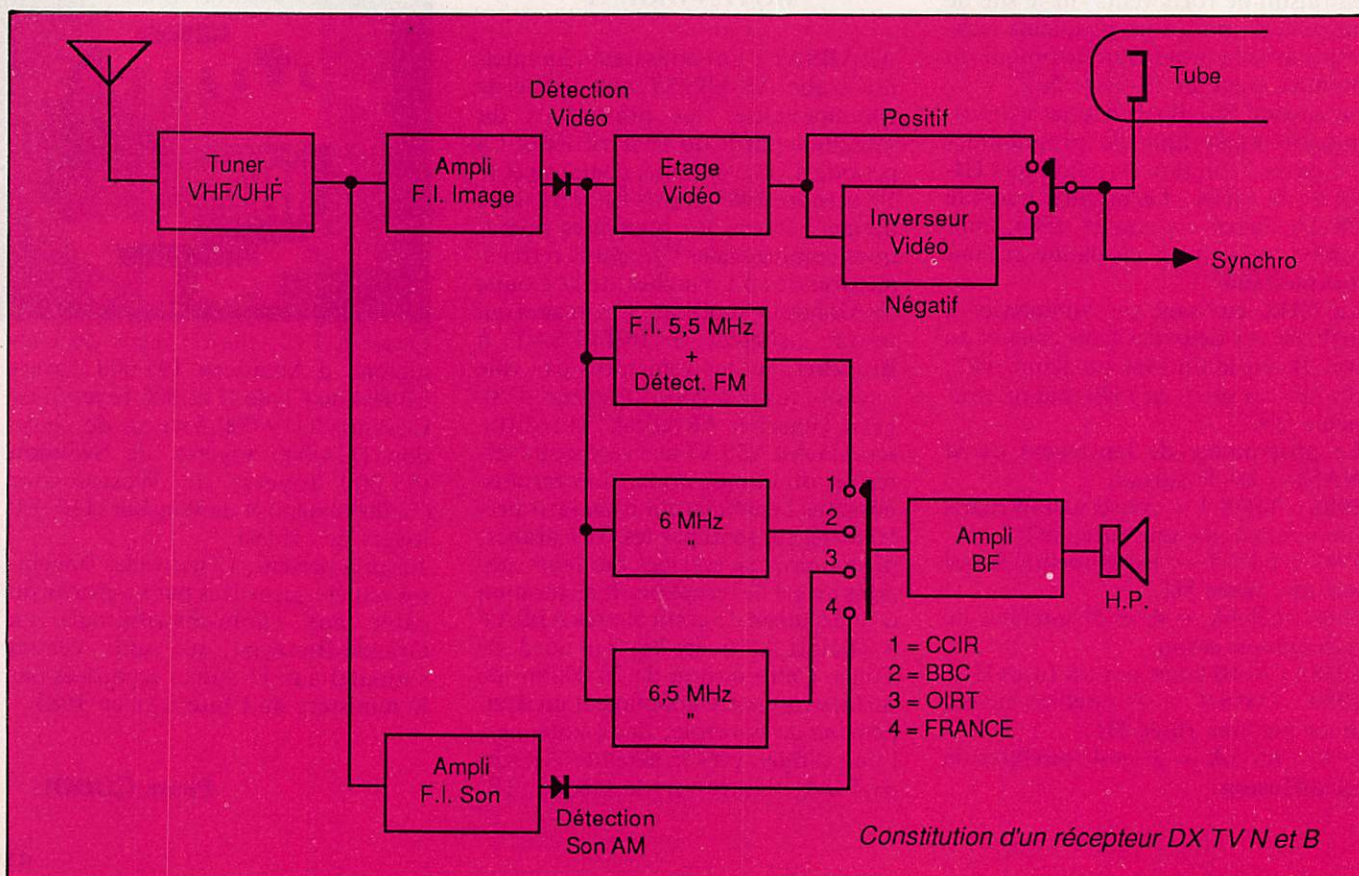 Tube
Détection
Vidéo
Positif
Tuner
VHF/UHF
Ampli
F.I. Image
Etage
Vidéo
Inverseur
Vidéo
Négatif
Synchro
F.I. 5,5 MHz
+
Détect. FM
1
2
3
4
6 MHz
"
Ampli
BF
H.P.
6,5 MHz
"
1 = CCIR
2 = BBC
3 = OIRT
4 = FRANCE
Ampli
F.I. Son
Détection
Son AM
Constitution d'un récepteur DX TV N et B